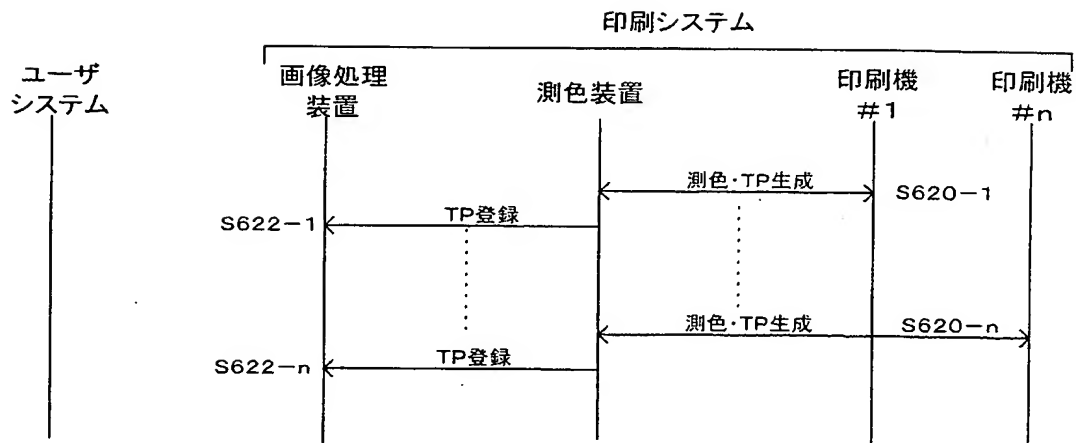 印刷システム
ユーザ
システム
画像処理
装置
測色装置
印刷機
#1
印刷機
#n
測色・TP生成
S620-1
S622-1
TP登録
測色・TP生成
S620-n
S622-n
TP登録